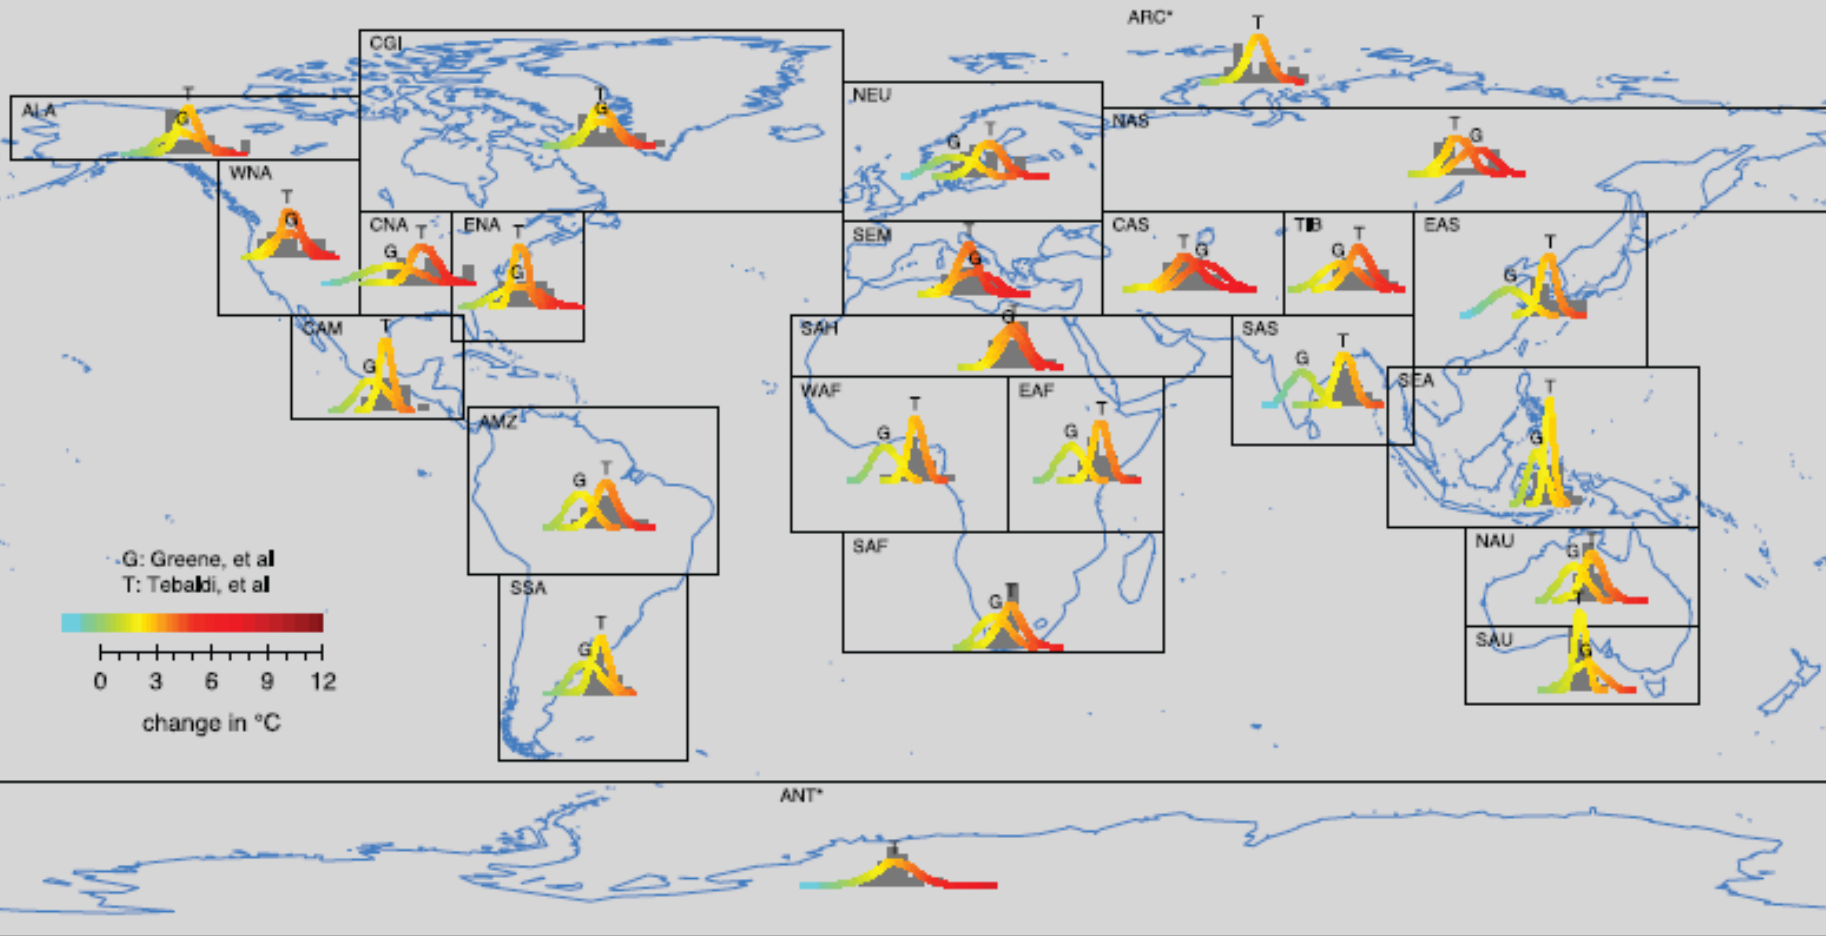 ARC*
T
CGI
T
G
ALA
T
G
NEU
G
T
NAS
T
G
WNA
T
G
CNA
G
T
ENA
T
G
SEM
T
G
CAS
T
G
TIB
G
T
EAS
G
T
CAM
T
G
SAH
G
SAS
G
T
SEA
T
G
WAF
G
T
EAF
G
T
AMZ
G
T
SAF
G
T
NAU
G
T
SAU
T
G
SSA
G
T
G: Greene, et al
T: Tebaldi, et al
0 3 6 9 12
change in °C
ANT*
T